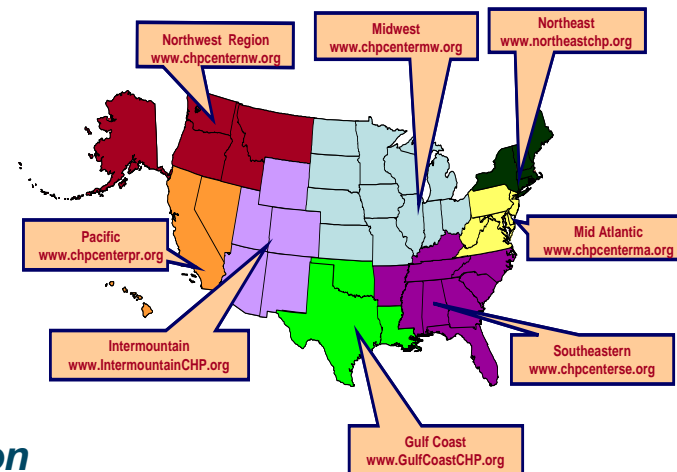 Northwest Region
www.chpcenternw.org
Midwest
www.chpcentermw.org
Northeast
www.northeastchp.org
Pacific
www.chpcenterpr.org
Mid Atlantic
www.chpcenterma.org
Intermountain
www.IntermountainCHP.org
Southeastern
www.chpcenterse.org
Gulf Coast
www.GulfCoastCHP.org
on